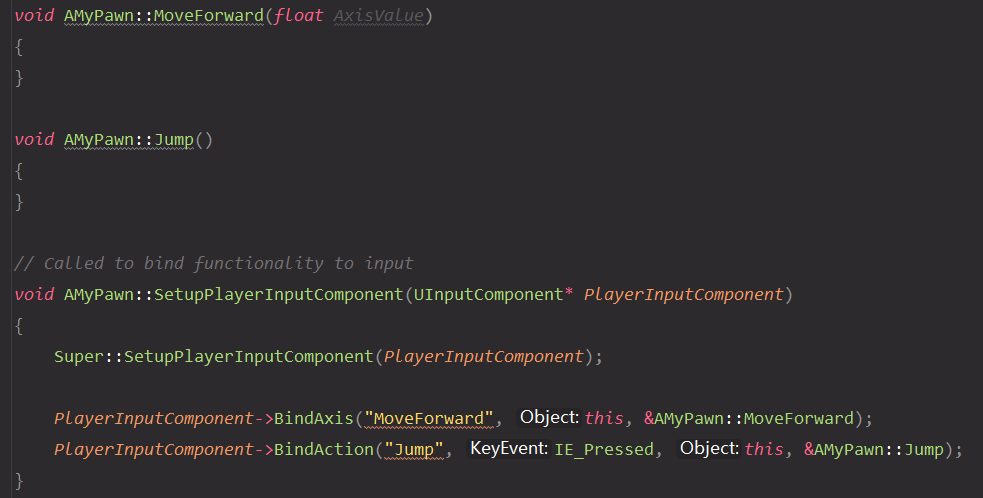 void AMyPawn::MoveForward(float AxisValue)
{
}
void AMyPawn::Jump()
{
}
// Called to bind functionality to input
void AMyPawn::SetupPlayerInputComponent(UInputComponent* PlayerInputComponent)
{
    Super::SetupPlayerInputComponent(PlayerInputComponent);
    PlayerInputComponent->BindAxis("MoveForward", Object: this, &AMyPawn::MoveForward);
    PlayerInputComponent->BindAction("Jump", KeyEvent: IE_Pressed, Object: this, &AMyPawn::Jump);
}